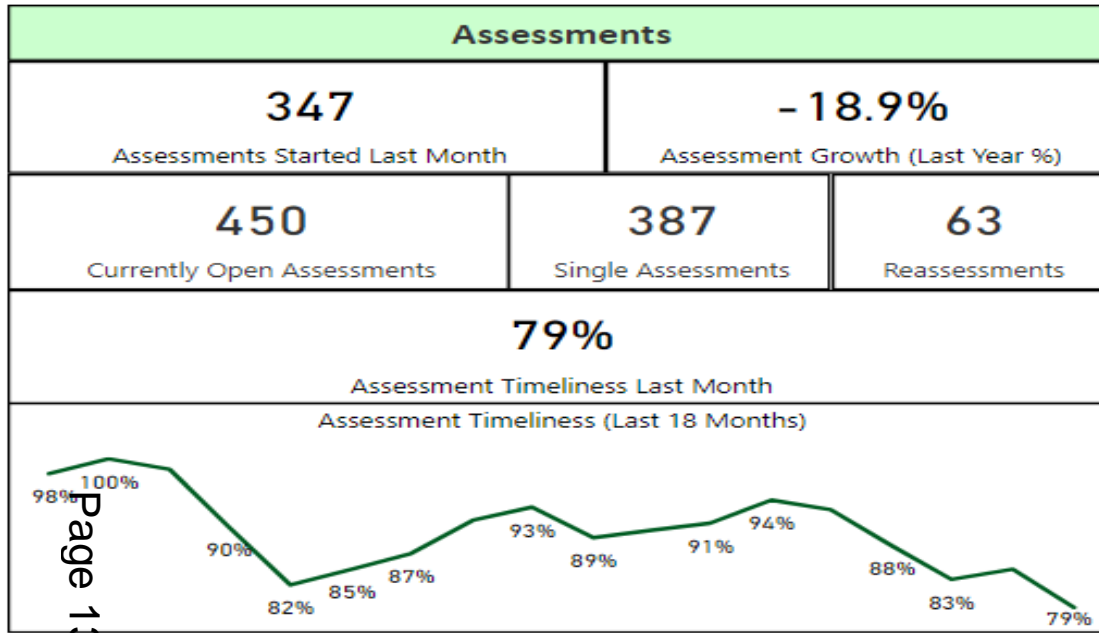 Assessments
347
-18.9%
Assessments Started Last Month
Assessment Growth (Last Year %)
450
387
63
Currently Open Assessments
Single Assessments
Reassessments
79%
Assessment Timeliness Last Month
Assessment Timeliness (Last 18 Months)
98%
100%
90%
82%
85%
87%
93%
89%
91%
94%
88%
83%
79%
Page